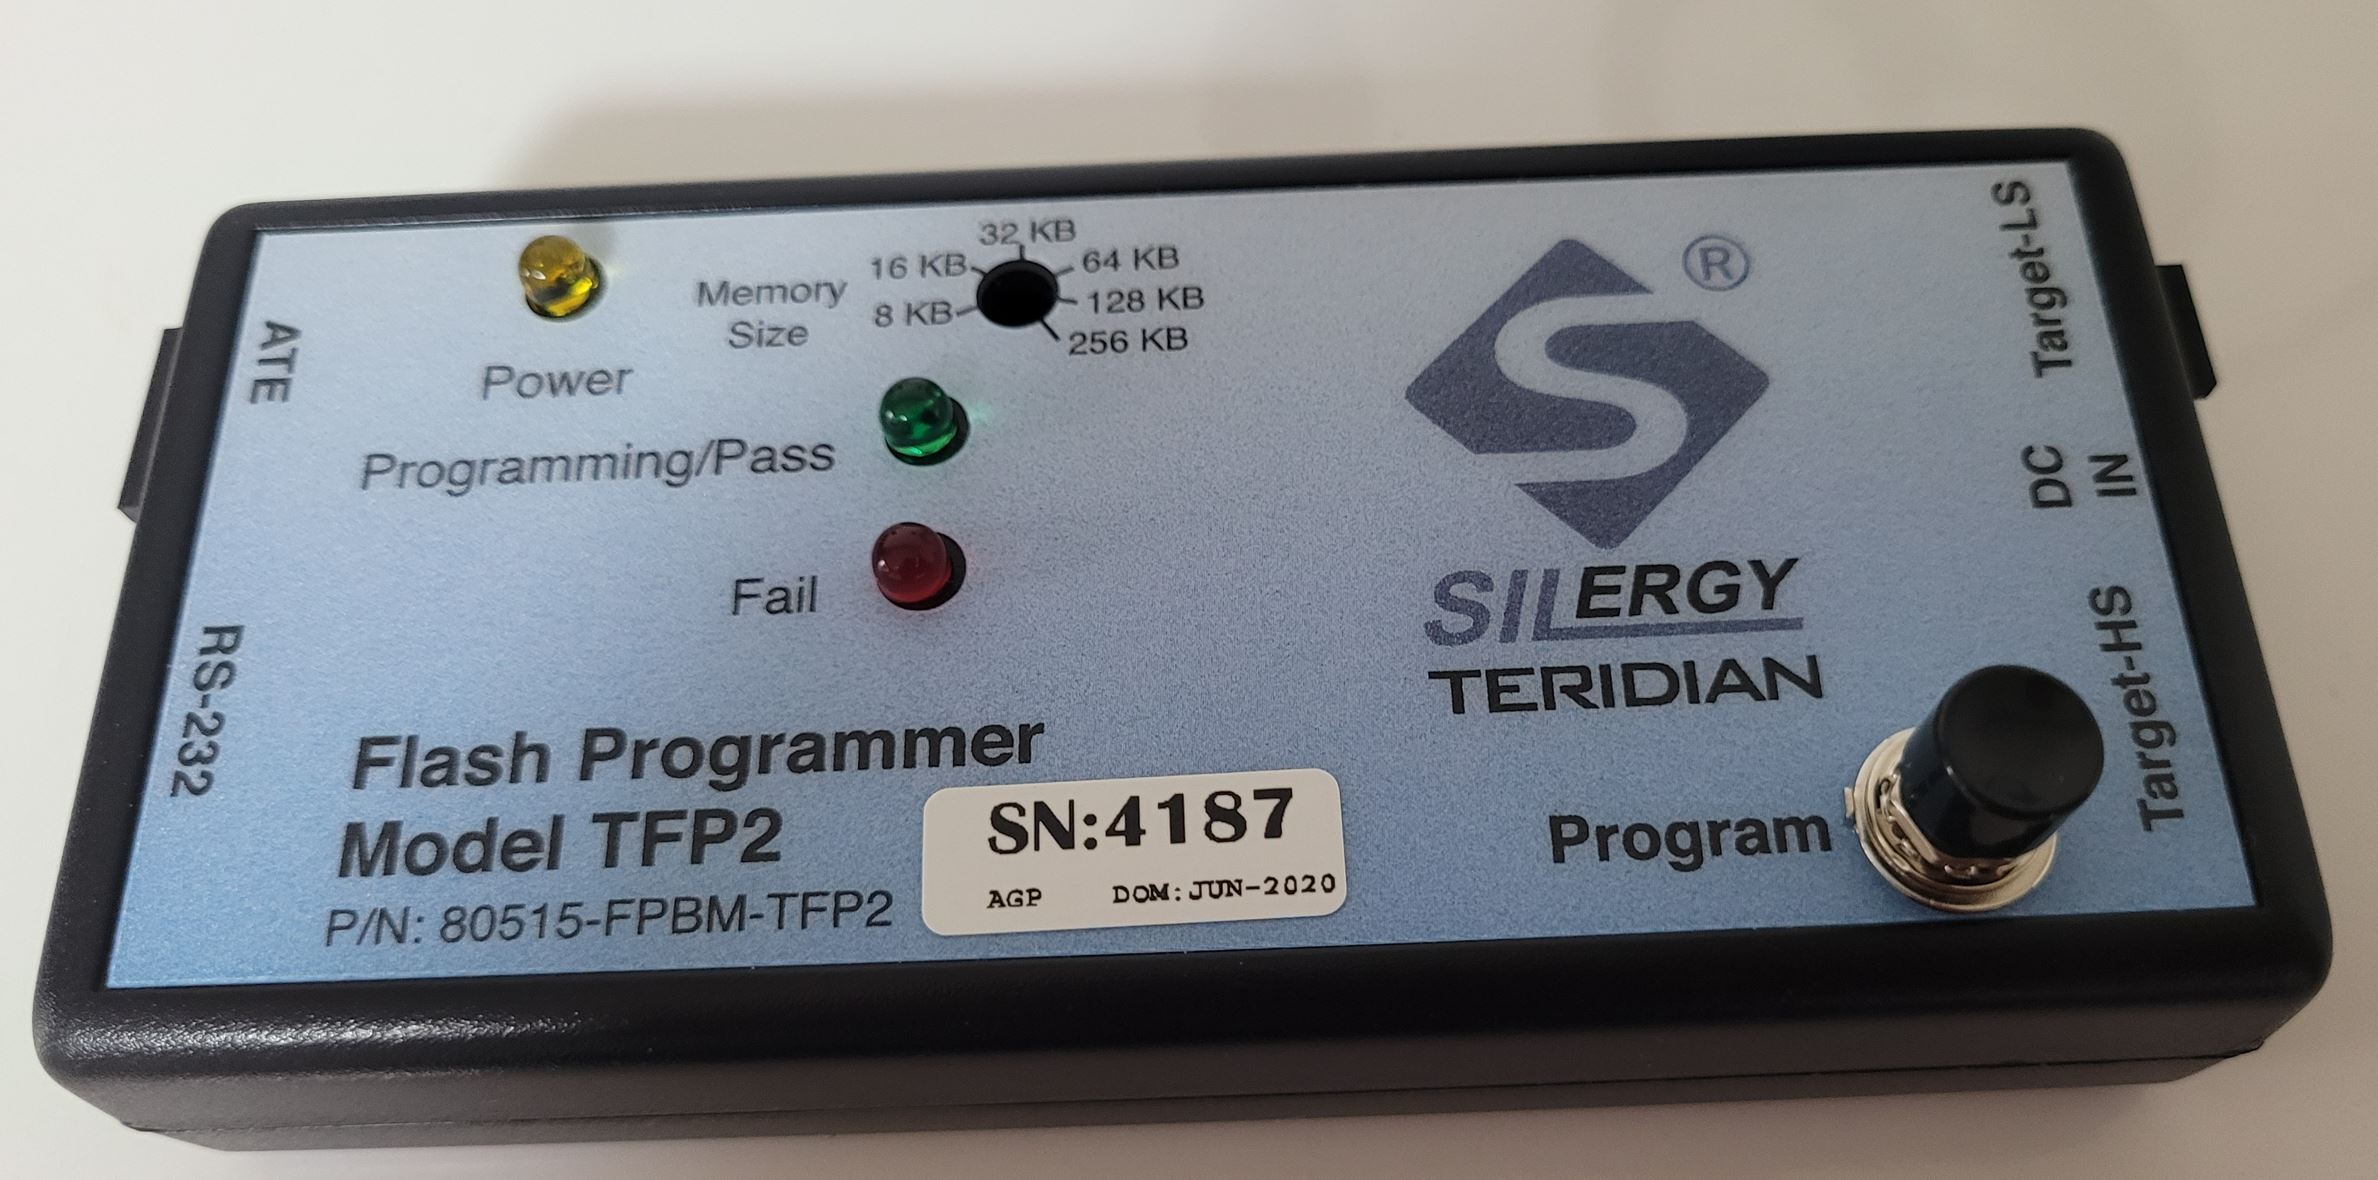 ATE
RS-232
Power
Programming/Pass
Fail
Memory
Size
8 KB
16 KB
32 KB
64 KB
128 KB
256 KB
Flash Programmer
Model TFP2
P/N: 80515-FPBM-TFP2
SN:4187
AGP DOM:JUN-2020
S ®
SILERGY
TERIDIAN
Program
Target-LS
DC
IN
Target-HS